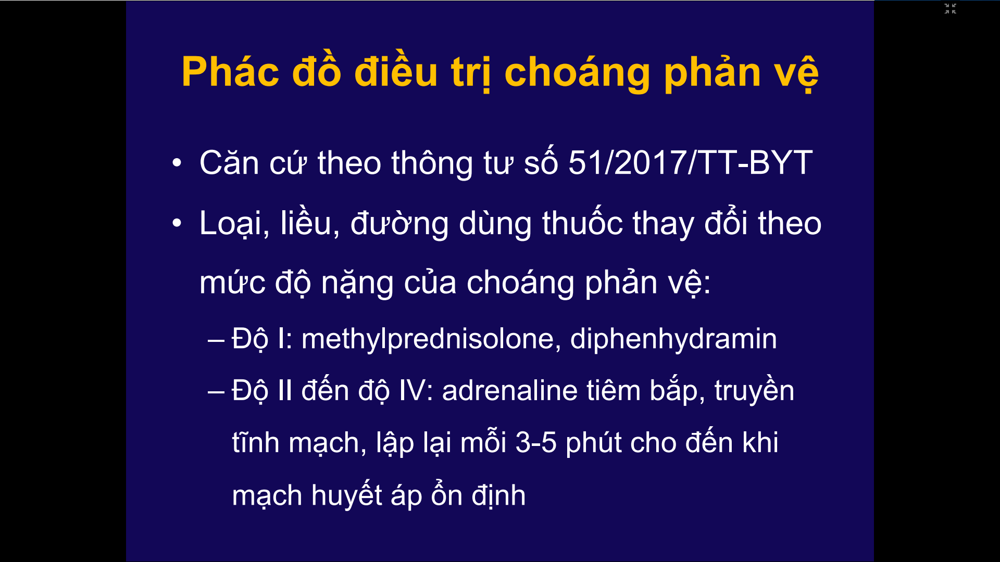 Phác đồ điều trị choáng phản vệ
• Căn cứ theo thông tư số 51/2017/TT-BYT
• Loại, liều, đường dùng thuốc thay đổi theo
mức độ nặng của choáng phản vệ:
– Độ I: methylprednisolone, diphenhydramin
– Độ II đến độ IV: adrenaline tiêm bắp, truyền
tĩnh mạch, lập lại mỗi 3-5 phút cho đến khi
mạch huyết áp ổn định